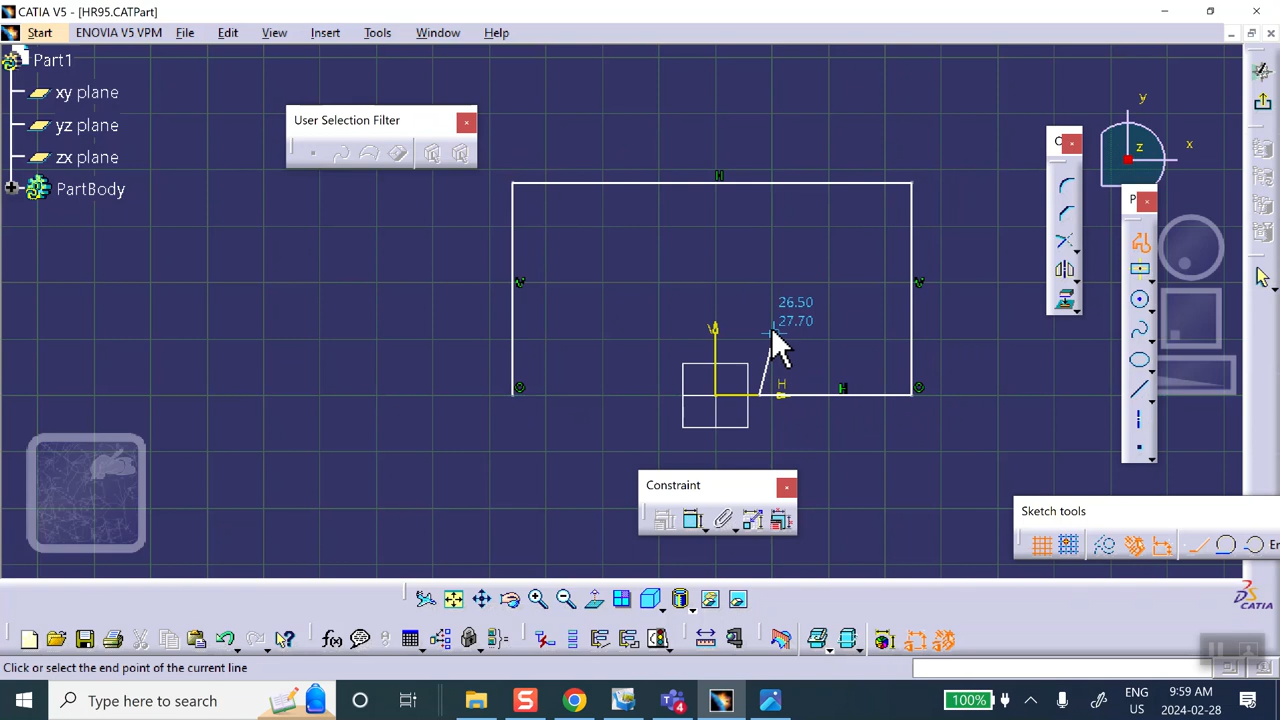 CATIA V5 - [HR95.CATPart]
Start ENOVIA V5 VPM File Edit View Insert Tools Window Help
Part1
xy plane
yz plane
zx plane
PartBody
User Selection Filter
y
x
z
P
26.50
27.70
V
H
Constraint
Sketch tools
CATIA
Click or select the end point of the current line
Type here to search
100%
ENG
US
9:59 AM
2024-02-28